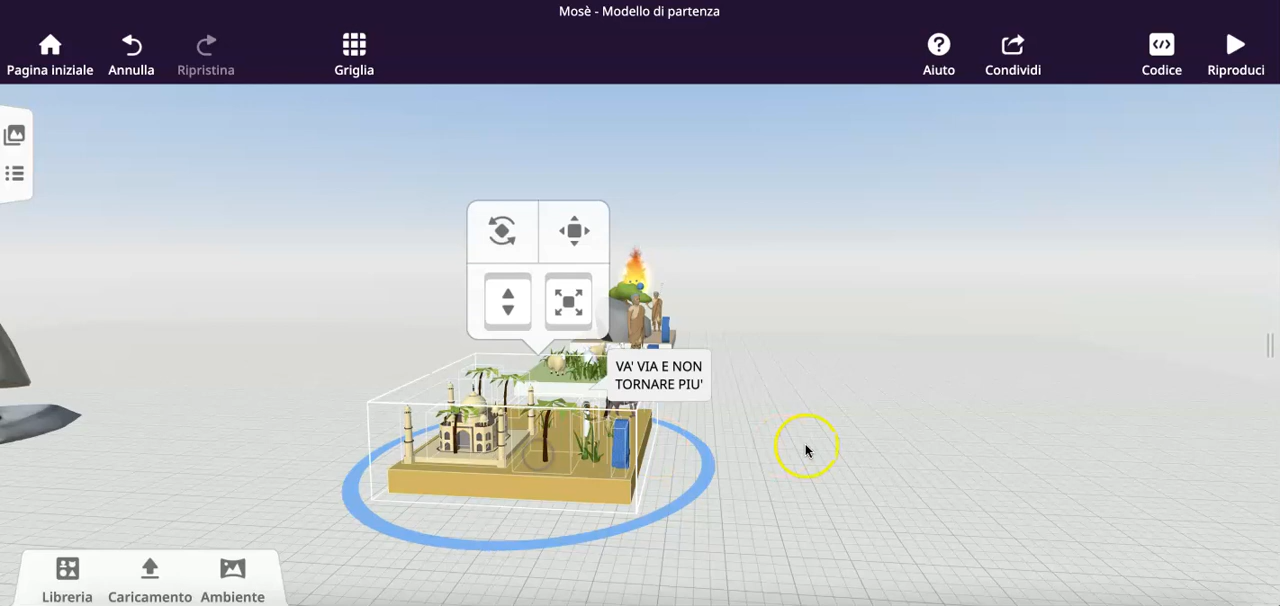 Mosè - Modello di partenza
Pagina iniziale
Annulla
Ripristina
Griglia
Aiuto
Condividi
Codice
Riproduci
VA' VIA E NON
TORNARE PIU'
Libreria
Caricamento
Ambiente